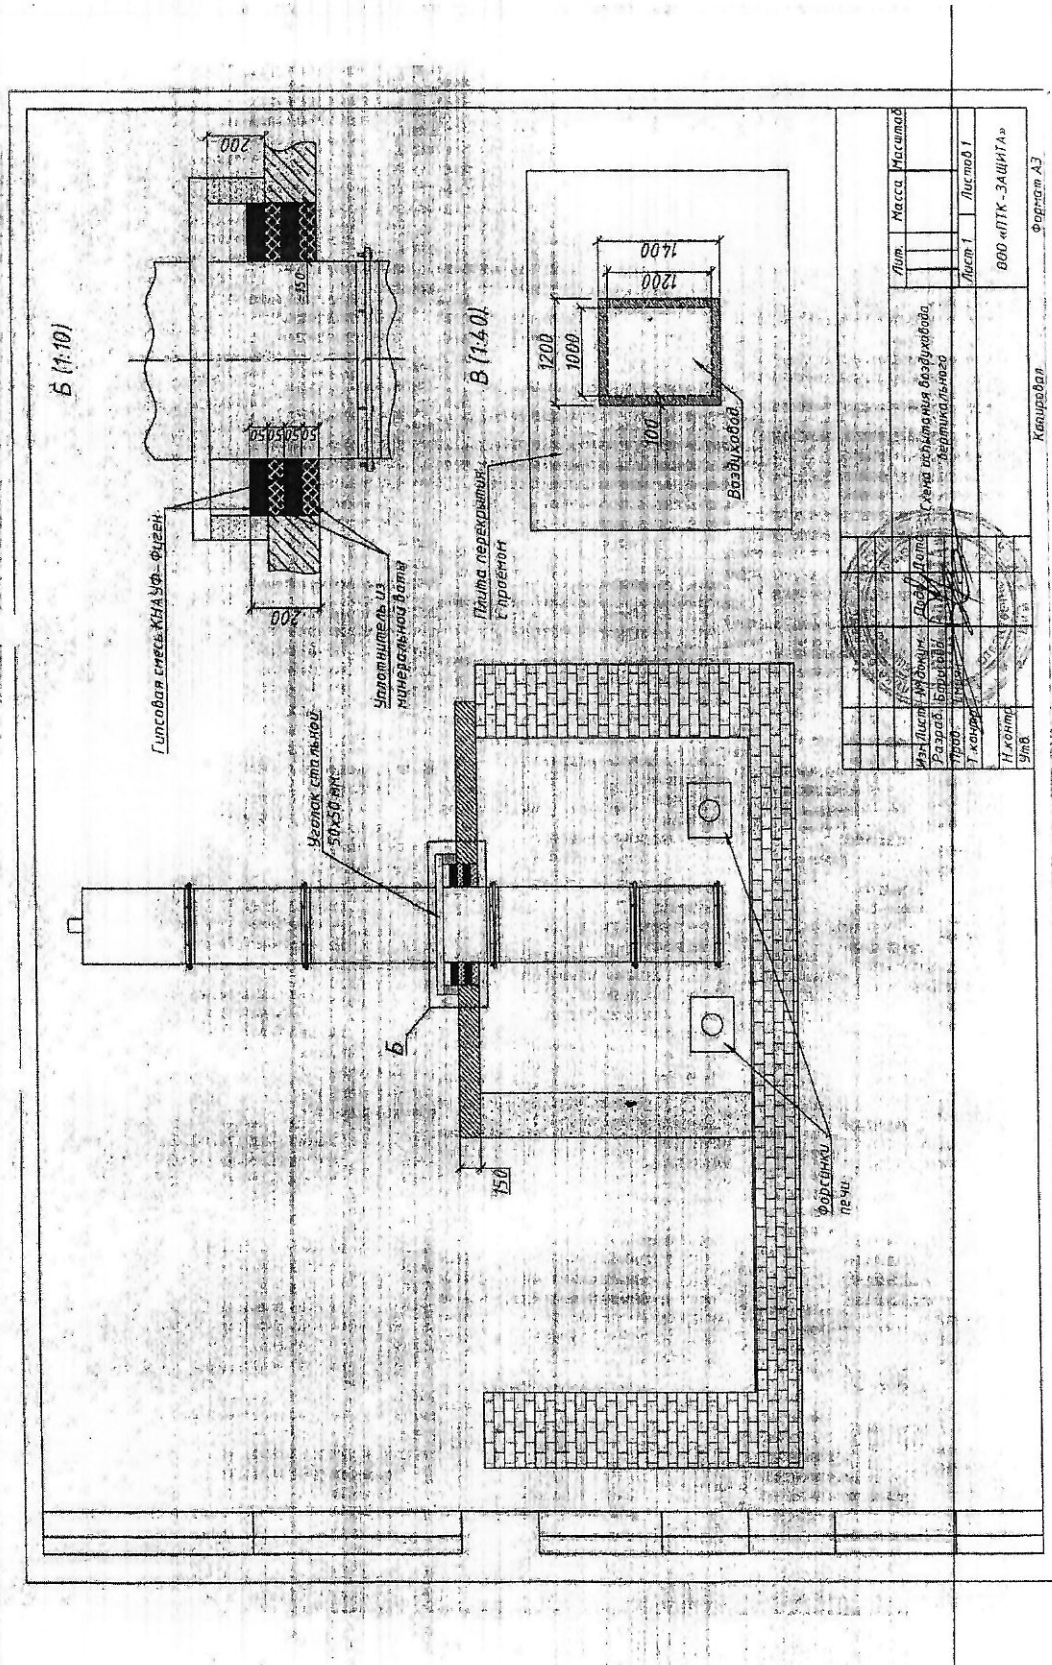 Б (1:10)
200
150
50
50
50
50
200
Гипсовая смесь КНАУФ-Фуген
Уплотнитель из
минеральной ваты
Уголок стальной
50х50 мм.
Б
150
Форсинки
печи
В (1:40)
1200
1000
1400
1200
100
Плита перекрытия
с проёмом
Воздуховод
Схема испытания воздуховода
вертикального
Лит.
Масса
Масштаб
Лист 1
Листов 1
ООО «ПТК-ЗАЩИТА»
Изм
Лист
№ докум.
Подп.
Дата
Разраб.
Пров.
Т.контр
Н.контр
Утв.
Копировал
Формат А3